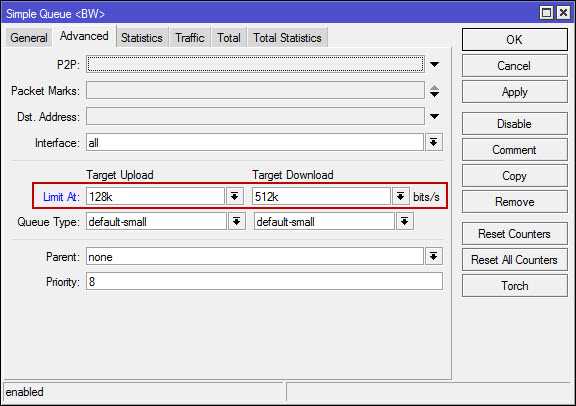 Simple Queue <BW>
General Advanced Statistics Traffic Total Total Statistics
P2P:
Packet Marks:
Dst. Address:
Interface: all
Target Upload Target Download
Limit At: 128k 512k bits/s
Queue Type: default-small default-small
Parent: none
Priority: 8
OK
Cancel
Apply
Disable
Comment
Copy
Remove
Reset Counters
Reset All Counters
Torch
enabled